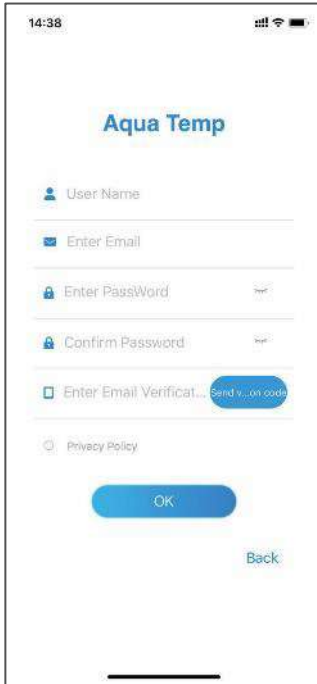 14:38
Aqua Temp
User Name
Enter Email
Enter PassWord
Confirm Password
Enter Email Verificat... Send v...on code
Privacy Policy
OK
Back